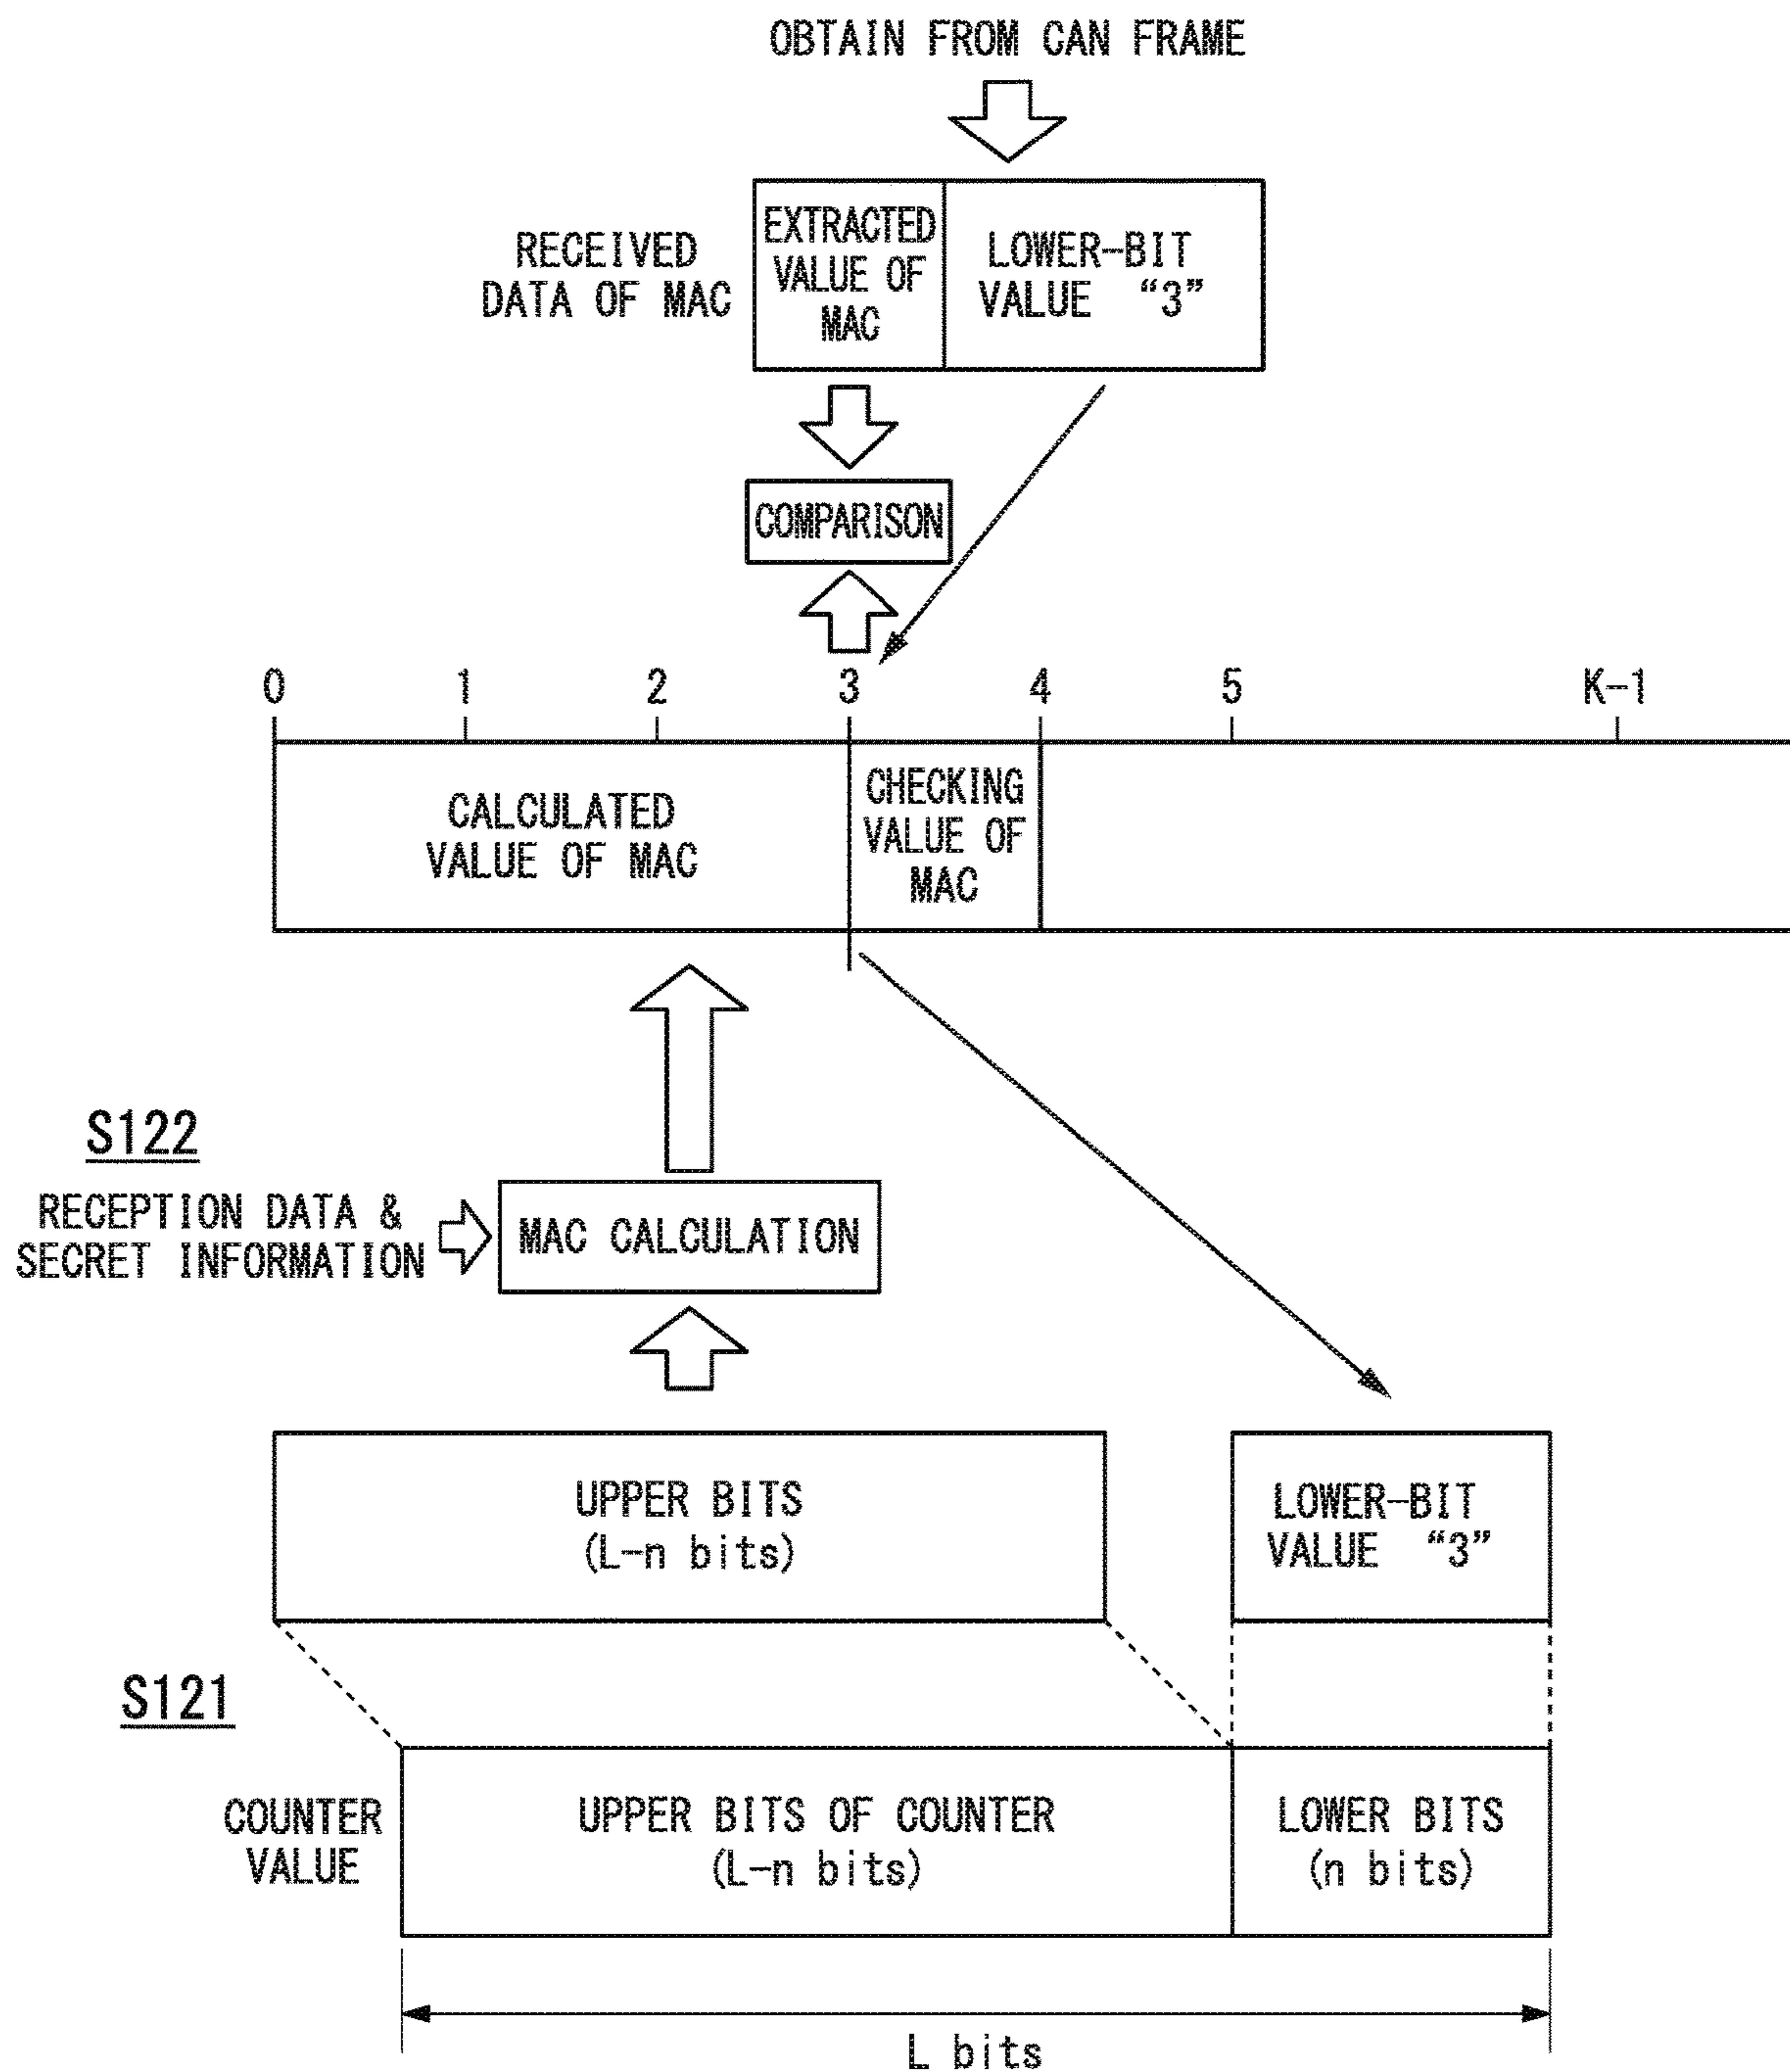 OBTAIN FROM CAN FRAME
RECEIVED
DATA OF MAC
EXTRACTED
VALUE OF
MAC
LOWER-BIT
VALUE “3”
COMPARISON
0 1 2 3 4 5 K-1
CALCULATED
VALUE OF MAC
CHECKING
VALUE OF
MAC
S122
RECEPTION DATA &
SECRET INFORMATION
MAC CALCULATION
UPPER BITS
(L-n bits)
LOWER-BIT
VALUE “3”
S121
COUNTER
VALUE
UPPER BITS OF COUNTER
(L-n bits)
LOWER BITS
(n bits)
L bits